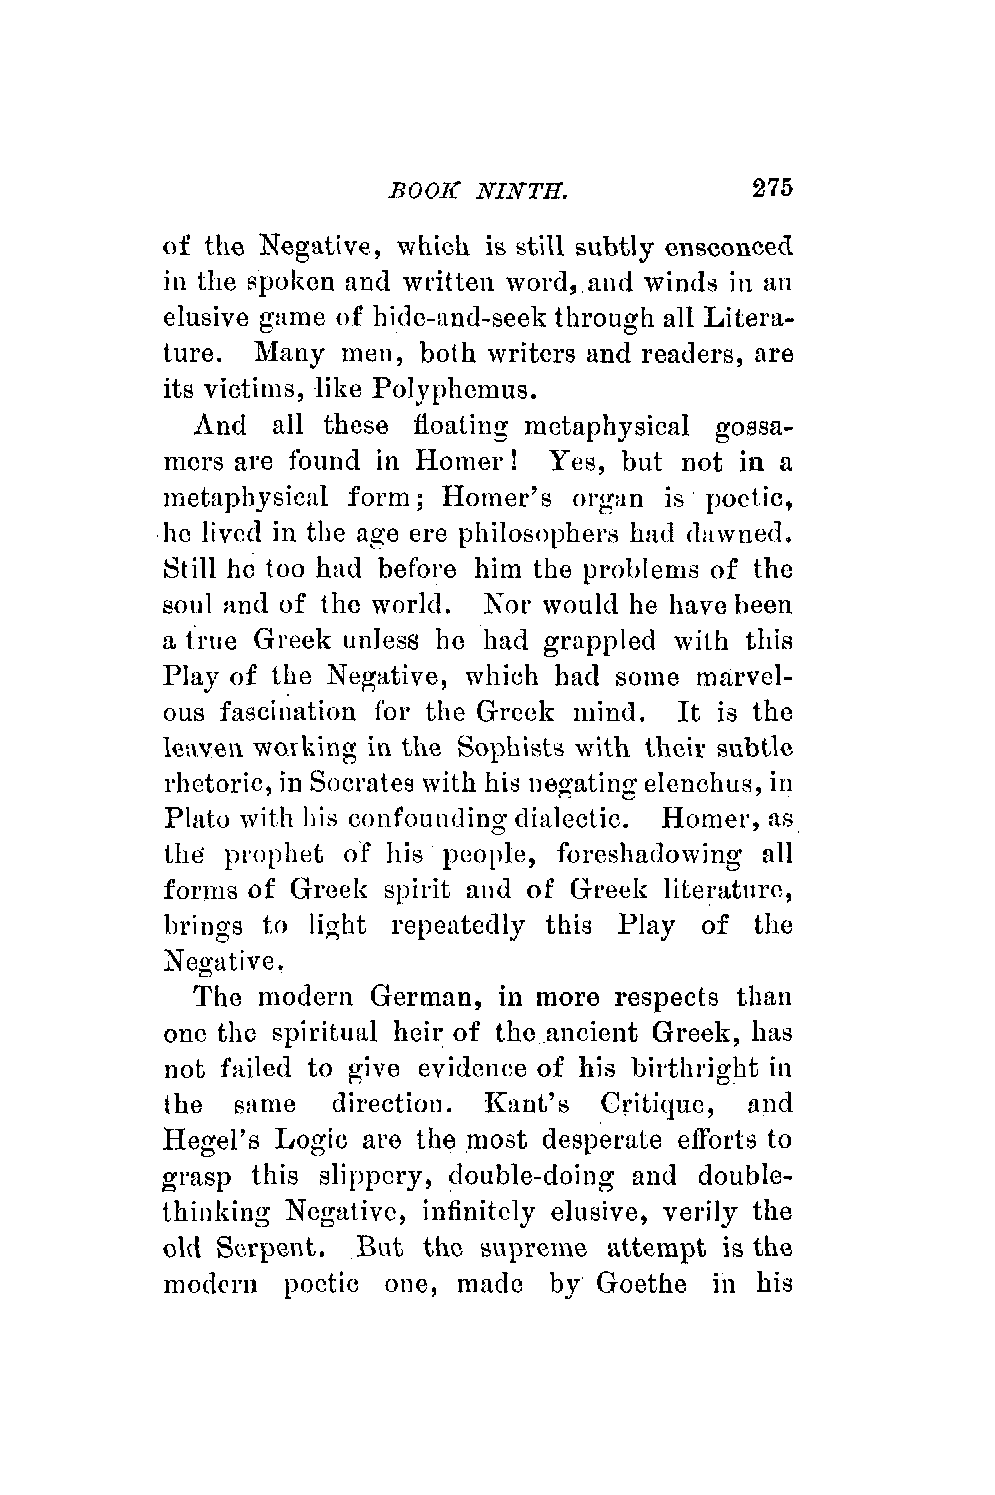 BOOK NINTH. 275
of the Negative, which is still subtly ensconced
in the spoken and written word, and winds in an
elusive game of hide-and-seek through all Litera-
ture. Many men, both writers and readers, are
its victims, like Polyphemus.
And all these floating metaphysical gossa-
mers are found in Homer! Yes, but not in a
metaphysical form; Homer's organ is poetic,
he lived in the age ere philosophers had dawned.
Still he too had before him the problems of the
soul and of the world. Nor would he have been
a true Greek unless he had grappled with this
Play of the Negative, which had some marvel-
ous fascination for the Greek mind. It is the
leaven working in the Sophists with their subtle
rhetoric, in Socrates with his negating elenchus, in
Plato with his confounding dialectic. Homer, as
the prophet of his people, foreshadowing all
forms of Greek spirit and of Greek literature,
brings to light repeatedly this Play of the
Negative.
The modern German, in more respects than
one the spiritual heir of the ancient Greek, has
not failed to give evidence of his birthright in
the same direction. Kant's Critique, and
Hegel's Logic are the most desperate efforts to
grasp this slippery, double-doing and double-
thinking Negative, infinitely elusive, verily the
old Serpent. But the supreme attempt is the
modern poetic one, made by Goethe in his